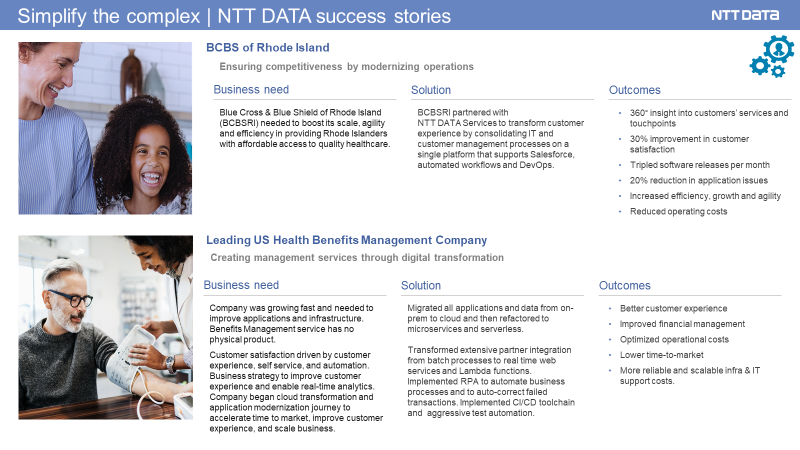 Simplify the complex | NTT DATA success stories
NTT DATA
BCBS of Rhode Island
Ensuring competitiveness by modernizing operations
Business need
Blue Cross & Blue Shield of Rhode Island
(BCBSRI) needed to boost its scale, agility
and efficiency in providing Rhode Islanders
with affordable access to quality healthcare.
Solution
BCBSRI partnered with
NTT DATA Services to transform customer
experience by consolidating IT and
customer management processes on a
single platform that supports Salesforce,
automated workflows and DevOps.
Outcomes
• 360° insight into customers' services and
touchpoints
• 30% improvement in customer
satisfaction
• Tripled software releases per month
• 20% reduction in application issues
• Increased efficiency, growth and agility
• Reduced operating costs
Leading US Health Benefits Management Company
Creating management services through digital transformation
Business need
Company was growing fast and needed to
improve applications and infrastructure.
Benefits Management service has no
physical product.
Customer satisfaction driven by customer
experience, self service, and automation.
Business strategy to improve customer
experience and enable real-time analytics.
Company began cloud transformation and
application modernization journey to
accelerate time to market, improve customer
experience, and scale business.
Solution
Migrated all applications and data from on-
prem to cloud and then refactored to
microservices and serverless.
Transformed extensive partner integration
from batch processes to real time web
services and Lambda functions.
Implemented RPA to automate business
processes and to auto-correct failed
transactions. Implemented CI/CD toolchain
and aggressive test automation.
Outcomes
• Better customer experience
• Improved financial management
• Optimized operational costs
• Lower time-to-market
• More reliable and scalable infra & IT
support costs.